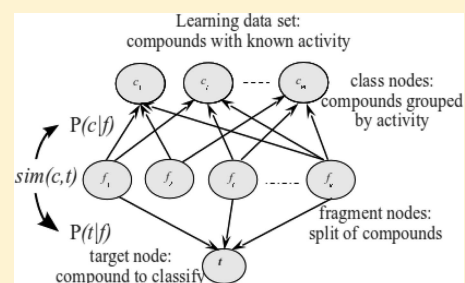 Learning data set:
compounds with known activity
c₁ cᵢ ---- cₘ
class nodes:
compounds grouped
by activity
P(c|f)
sim(c,t)
f₁ f₂ fᵢ fₖ
P(t|f)
fragment nodes:
split of compounds
target node:
compound to classify
t